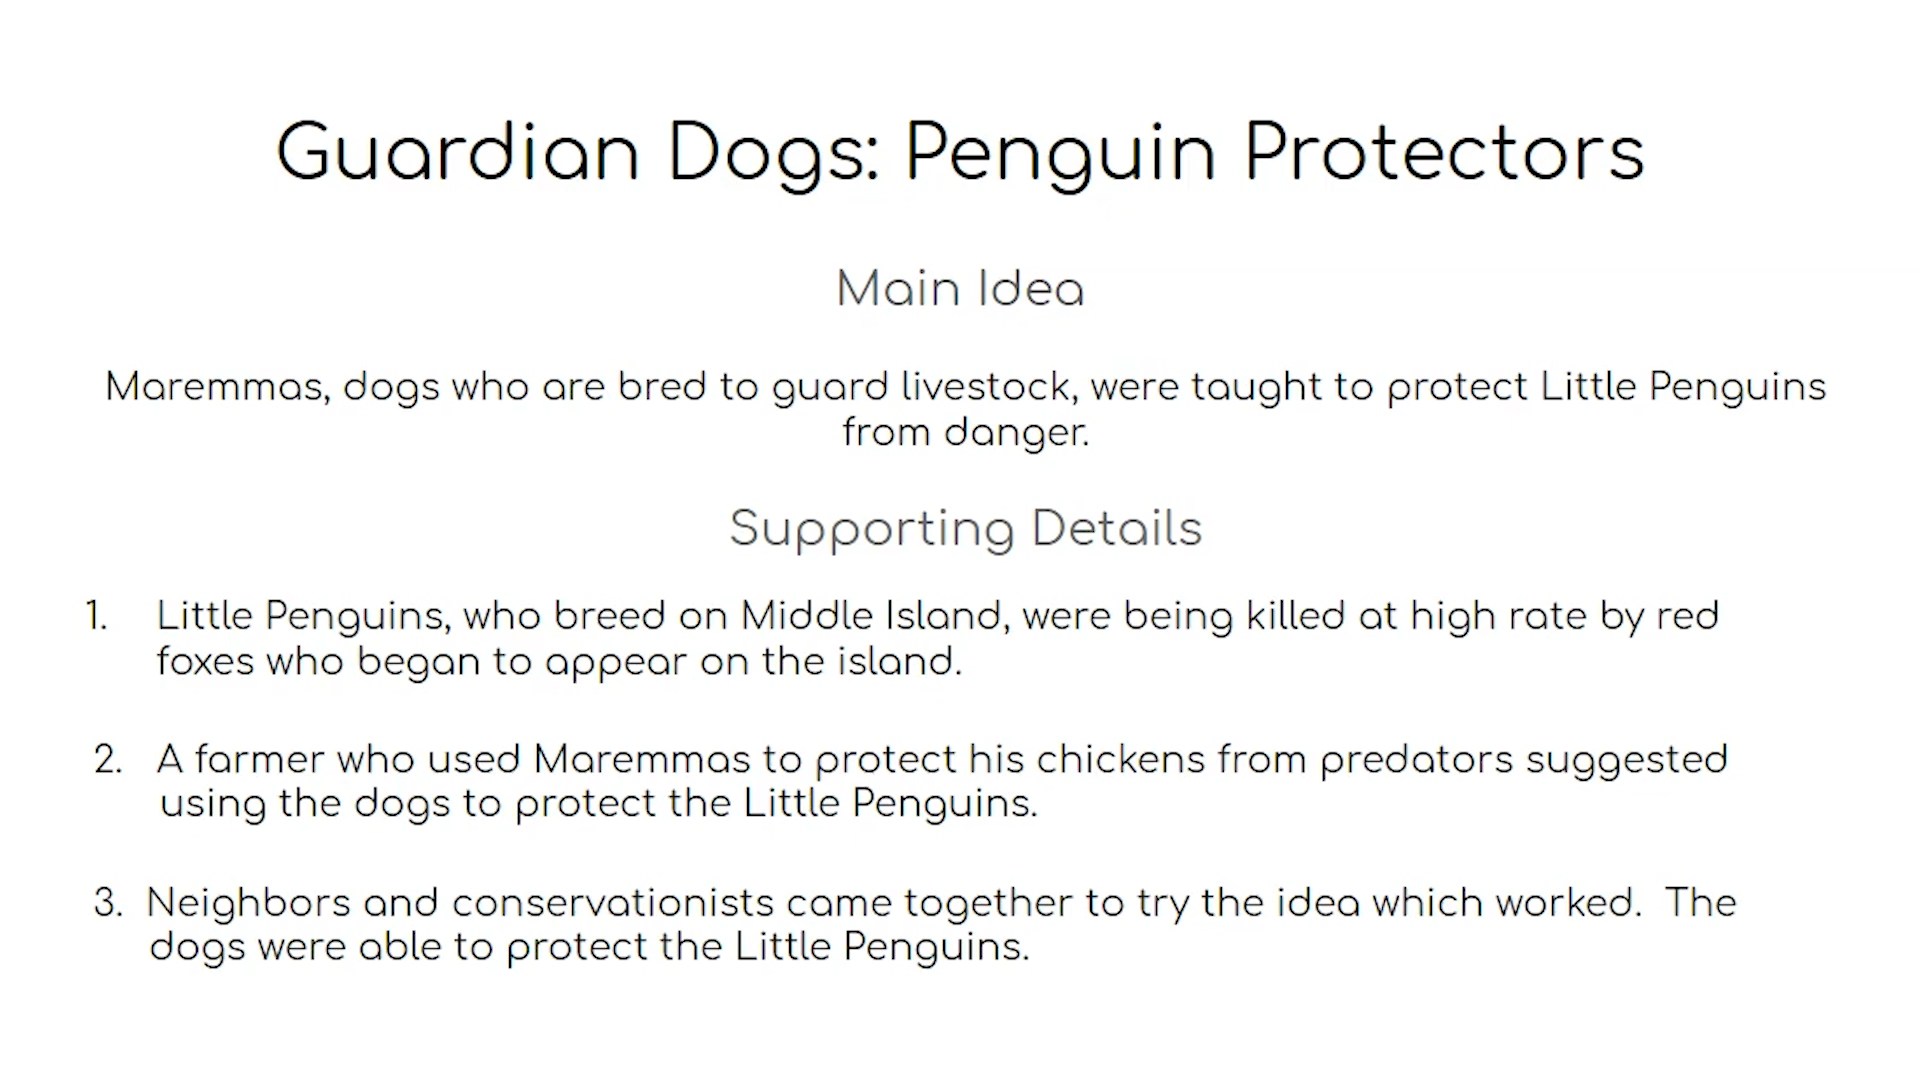 Guardian Dogs: Penguin Protectors
Main Idea
Maremmas, dogs who are bred to guard livestock, were taught to protect Little Penguins
from danger.
Supporting Details
1. Little Penguins, who breed on Middle Island, were being killed at high rate by red
foxes who began to appear on the island.
2. A farmer who used Maremmas to protect his chickens from predators suggested
using the dogs to protect the Little Penguins.
3. Neighbors and conservationists came together to try the idea which worked. The
dogs were able to protect the Little Penguins.